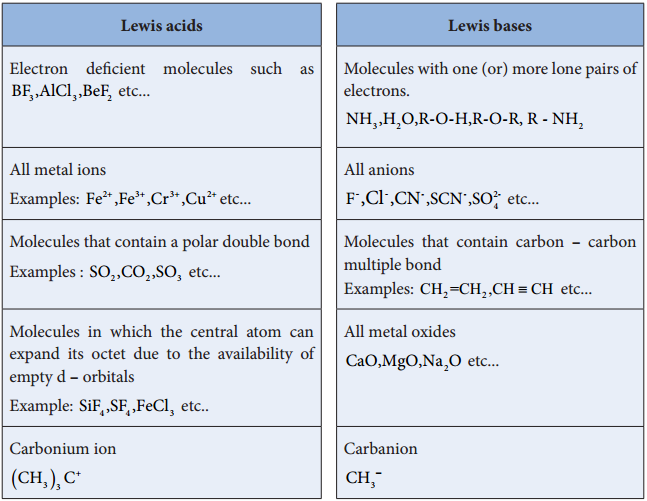 Lewis acids
Electron deficient molecules such as
BF₃,AlCl₃,BeF₂ etc...
All metal ions
Examples: Fe²⁺,Fe³⁺,Cr³⁺,Cu²⁺ etc...
Molecules that contain a polar double bond
Examples : SO₂,CO₂,SO₃ etc...
Molecules in which the central atom can
expand its octet due to the availability of
empty d – orbitals
Example: SiF₄,SF₄,FeCl₃ etc..
Carbonium ion
(CH₃)₃ C⁺
Lewis bases
Molecules with one (or) more lone pairs of
electrons.
NH₃,H₂O,R-O-H,R-O-R, R - NH₂
All anions
F⁻,Cl⁻,CN⁻,SCN⁻,SO₄²⁻ etc...
Molecules that contain carbon – carbon
multiple bond
Examples: CH₂=CH₂,CH ≡ CH etc...
All metal oxides
CaO,MgO,Na₂O etc...
Carbanion
CH₃⁻